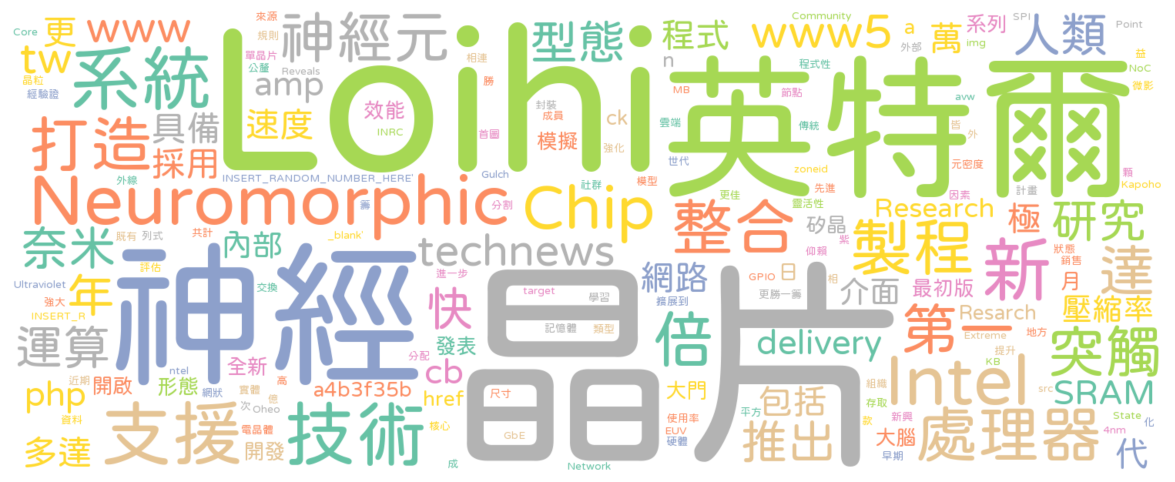 Loihi
英特爾
神經
晶片
來源
Core
規則
更
www
tw
系統
單晶片
公釐
晶粒
經驗證
Reveals
神經元
amp
相連
勝
型態
封裝
成員
ck
模擬
強化
程式
n
MB
雲端
www5
Community
a
外部
程式性
節點
傳統
萬
系列
img
SPI
人類
Point
益
NoC
微影
avw
외
打造
具備
採用
速度
效能
INRC
首圖
外線
INSERT_RANDOM_NUMBER_HERE'
Gulch
社群
模型
世代
zoneid
先進
更佳
靈活性
元密度
因素
顆
計畫
Kapoho
Neuromorphic
籌
分割
Chip
整合
矽晶
Research
極
研究
奈米
既有
列式
共計
_blank'
內部
technews
製程
新
達
評估
交換
Ultraviolet
年
強大
INSERT_R
進一步
快
target
學習
記憶體
類型
網路
擴展到
GPIO
日
更勝一籌
紫
仰賴
相
介面
最初版
狀態
銷售
月
壓縮率
運算
發表
倍
delivery
第一
Resarch
地方
Extreme
提升
突觸
全新
分配
cb
ntel
近期
開啟
形態
網狀
實體
高
a4b3f35b
href
尺寸
大門
包括
Intel
KB
src
組織
存取
SRAM
php
資料
支援
次
Oheo
億
電晶體
開發
技術
核心
GbE
平方
使用率
EUV
硬體
推出
款
新興
大腦
早期
處理器
State
4nm
化
代
多達
成
Network